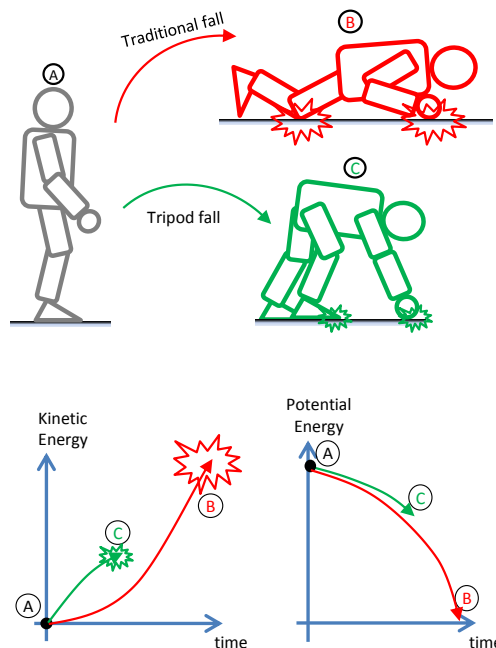 Traditional fall
B
A
C
Tripod fall
Kinetic
Energy
Potential
Energy
A
C
C
B
A
B
time
time